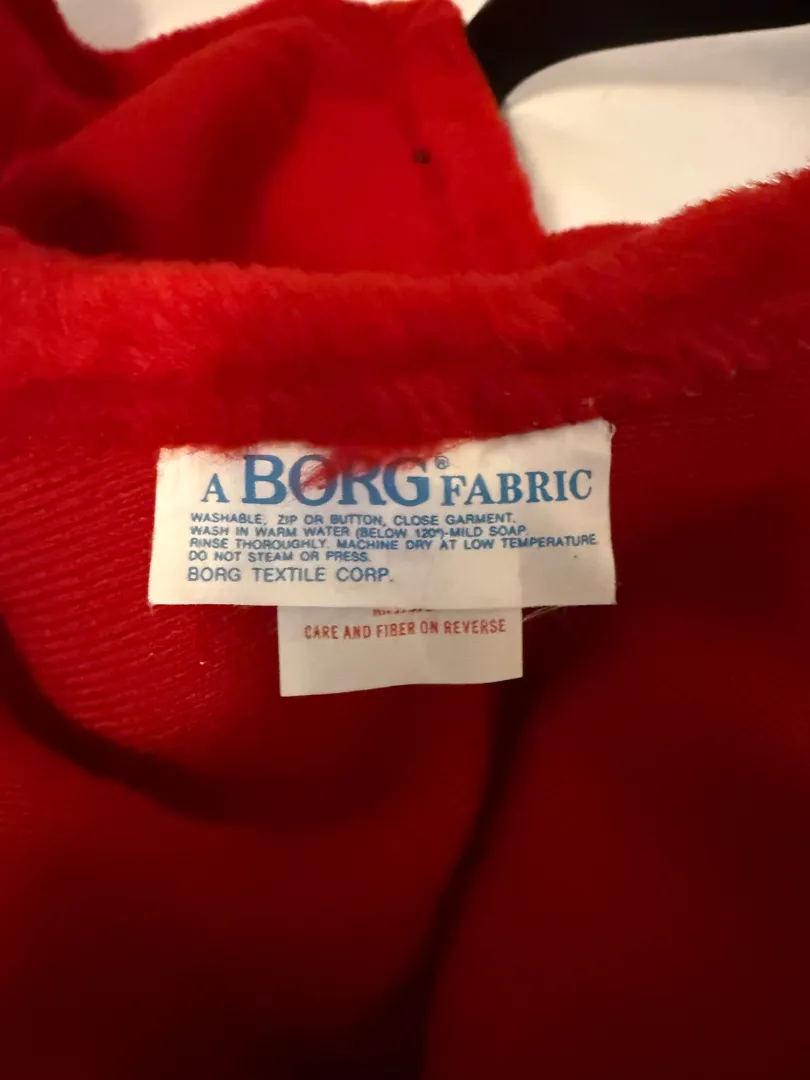 A BORG® FABRIC
WASHABLE, ZIP OR BUTTON, CLOSE GARMENT.
WASH IN WARM WATER (BELOW 120°)-MILD SOAP.
RINSE THOROUGHLY. MACHINE DRY AT LOW TEMPERATURE.
DO NOT STEAM OR PRESS.
BORG TEXTILE CORP.
CARE AND FIBER ON REVERSE